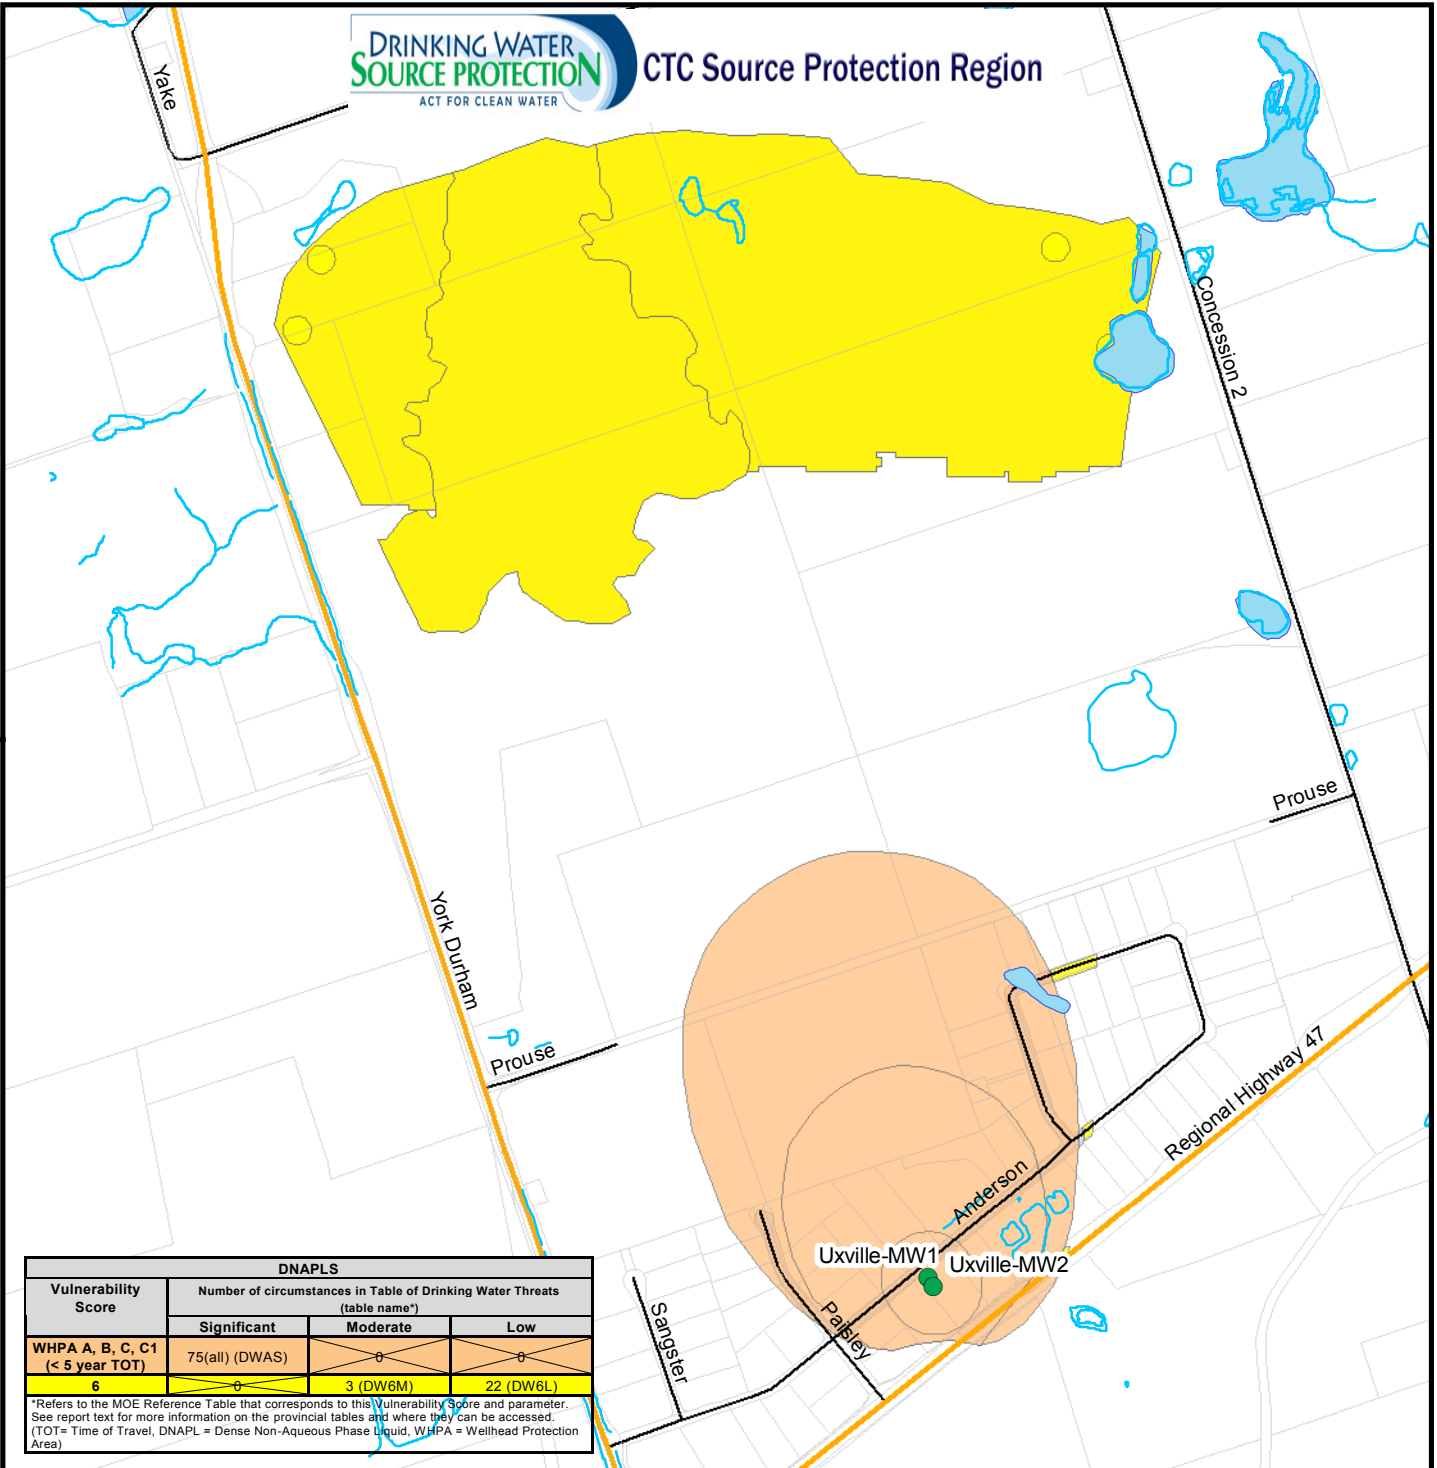 DRINKING WATER
SOURCE PROTECTION
ACT FOR CLEAN WATER
CTC Source Protection Region
Yake
Concession 2
Prouse
York Durham
Prouse
Regional Highway 47
Anderson
Uxville-MW1
Uxville-MW2
Paisley
Sangster
DNAPLS
Vulnerability Score
Number of circumstances in Table of Drinking Water Threats (table name*)
Significant Moderate Low
WHPA A, B, C, C1 (< 5 year TOT) 75(all) (DWAS) 0 0
6 0 3 (DW6M) 22 (DW6L)
*Refers to the MOE Reference Table that corresponds to this Vulnerability Score and parameter.
See report text for more information on the provincial tables and where they can be accessed.
(TOT= Time of Travel, DNAPL = Dense Non-Aqueous Phase Liquid, WHPA = Wellhead Protection
Area)